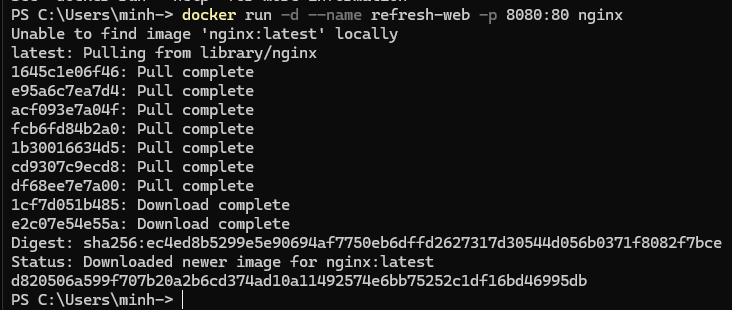 PS C:\Users\minh-> docker run -d --name refresh-web -p 8080:80 nginx
Unable to find image 'nginx:latest' locally
latest: Pulling from library/nginx
1645c1e06f46: Pull complete
e95a6c7ea7d4: Pull complete
acf093e7a04f: Pull complete
fcb6fd84b2a0: Pull complete
1b30016634d5: Pull complete
cd9307c9ecd8: Pull complete
df68ee7e7a00: Pull complete
1cf7d051b485: Download complete
e2c07e54e55a: Download complete
Digest: sha256:ec4ed8b5299e5e90694af7750eb6dffd2627317d30544d056b0371f8082f7bce
Status: Downloaded newer image for nginx:latest
d820506a599f707b20a2b6cd374ad10a11492574e6bb75252c1df16bd46995db
PS C:\Users\minh->